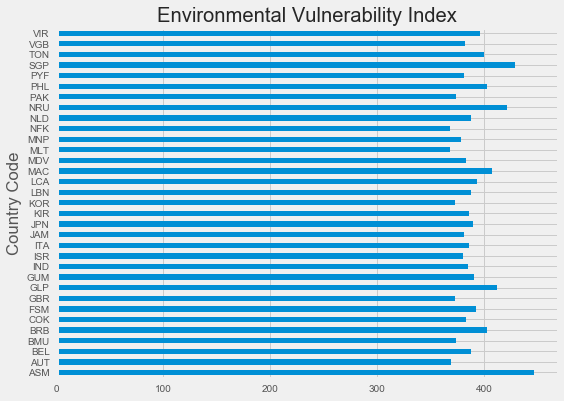 Environmental Vulnerability Index
Country Code
VIR
VGB
TON
SGP
PYF
PHL
PAK
NRU
NLD
NFK
MNP
MLT
MDV
MAC
LCA
LBN
KOR
KIR
JPN
JAM
ITA
ISR
IND
GUM
GLP
GBR
FSM
COK
BRB
BMU
BEL
AUT
ASM
0 100 200 300 400